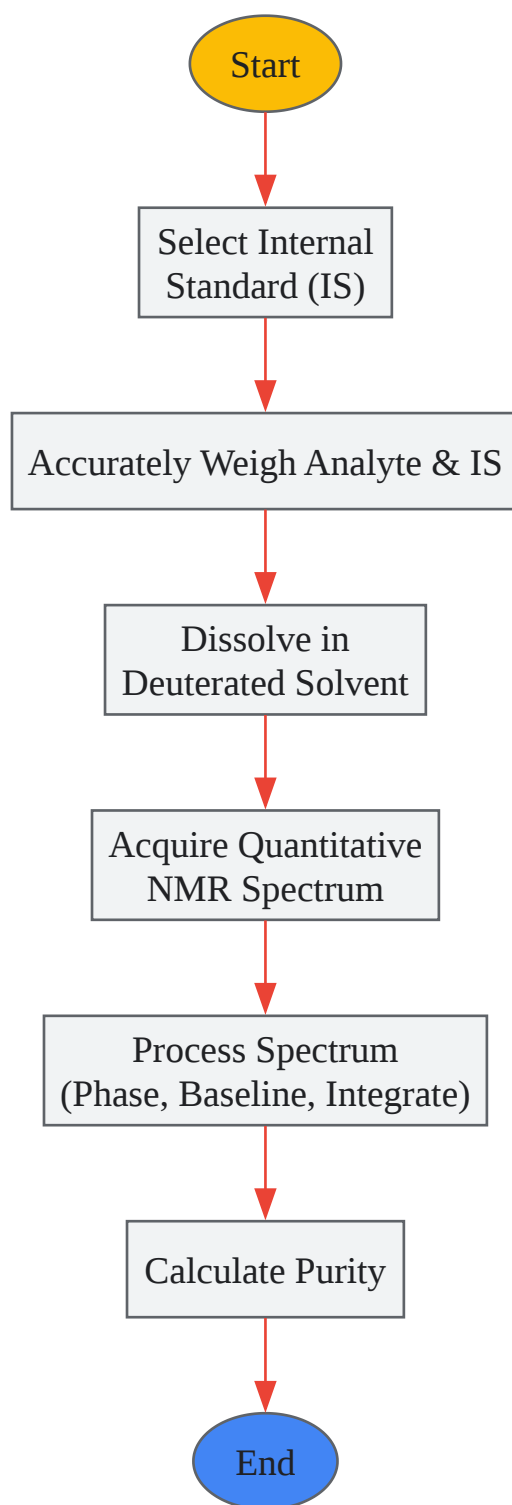 Start
Select Internal
Standard (IS)
Accurately Weigh Analyte & IS
Dissolve in
Deuterated Solvent
Acquire Quantitative
NMR Spectrum
Process Spectrum
(Phase, Baseline, Integrate)
Calculate Purity
End